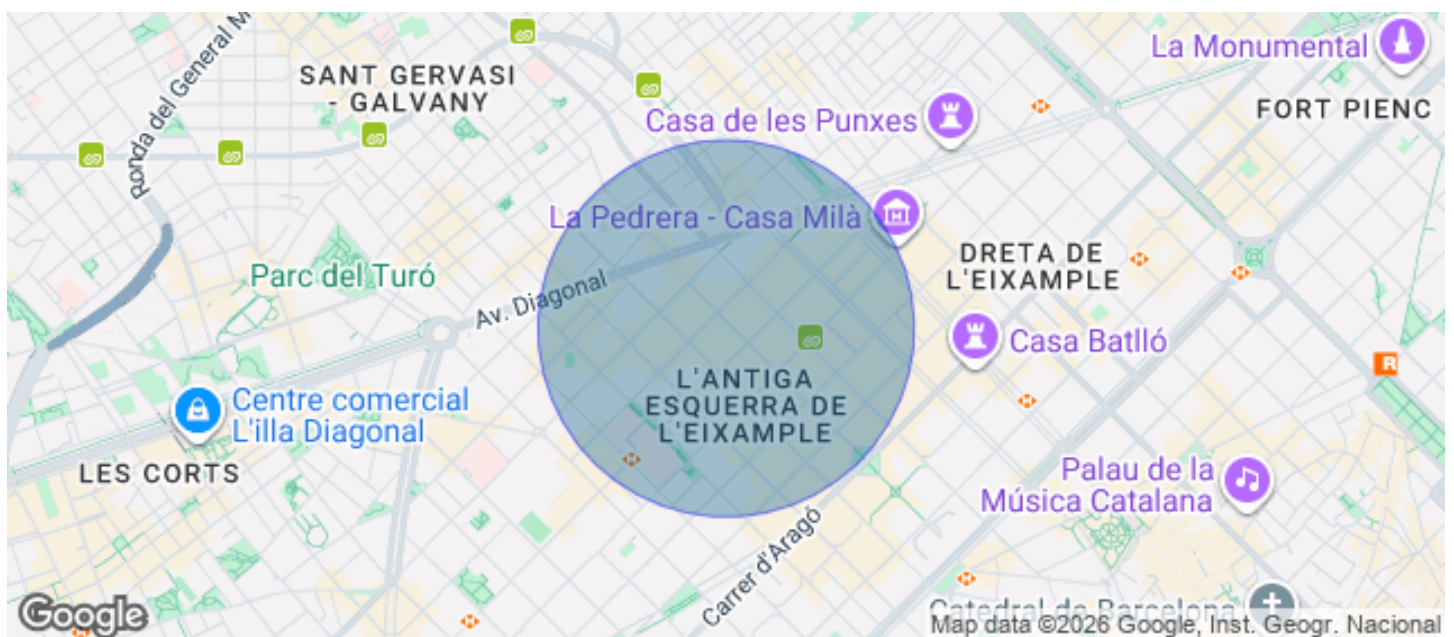 La Monumental
SANT GERVASI
- GALVANY
FORT PIENC
Ronda del General M
Casa de les Punxes
La Pedrera - Casa Milà
DRETA DE
L'EIXAMPLE
Parc del Turó
Av. Diagonal
Casa Batlló
R
L'ANTIGA
ESQUERRA DE
L'EIXAMPLE
Centre comercial
L'illa Diagonal
LES CORTS
Palau de la
Música Catalana
Carrer d'Aragó
Catedral de Barcelona
Google
Map data ©2026 Google, Inst. Geogr. Nacional